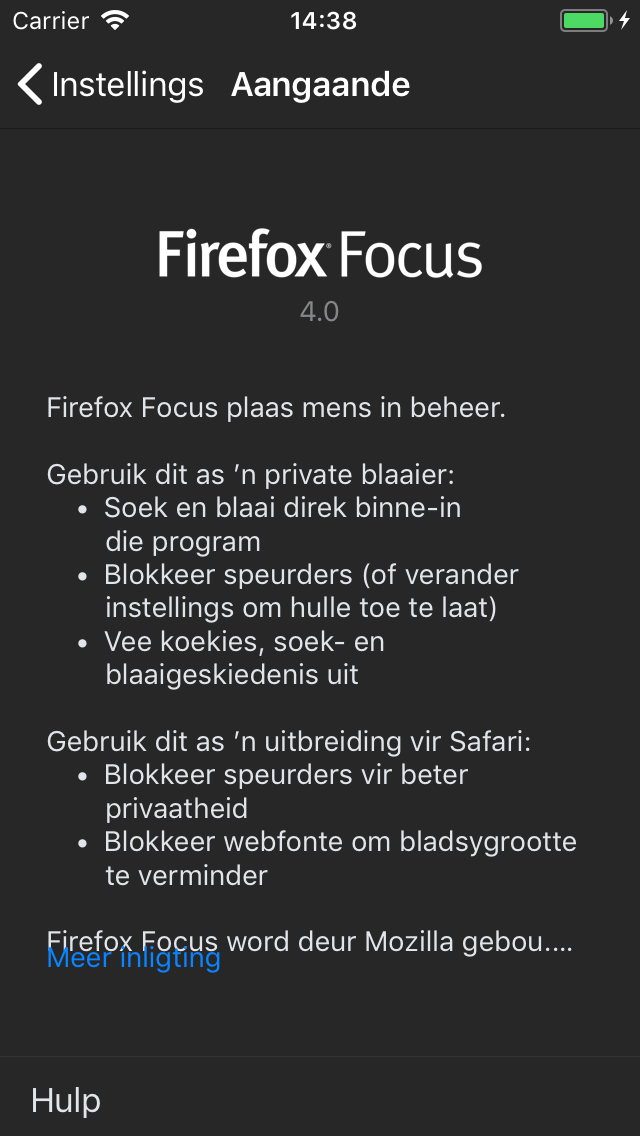 Carrier 14:38
Instellings Aangaande
Firefox® Focus
4.0
Firefox Focus plaas mens in beheer.
Gebruik dit as ’n private blaaier:
• Soek en blaai direk binne-in
die program
• Blokkeer speurders (of verander
instellings om hulle toe te laat)
• Vee koekies, soek- en
blaaigeskiedenis uit
Gebruik dit as ’n uitbreiding vir Safari:
• Blokkeer speurders vir beter
privaatheid
• Blokkeer webfonte om bladsygrootte
te verminder
Firefox Focus word deur Mozilla gebou....
Meer inligting
Hulp